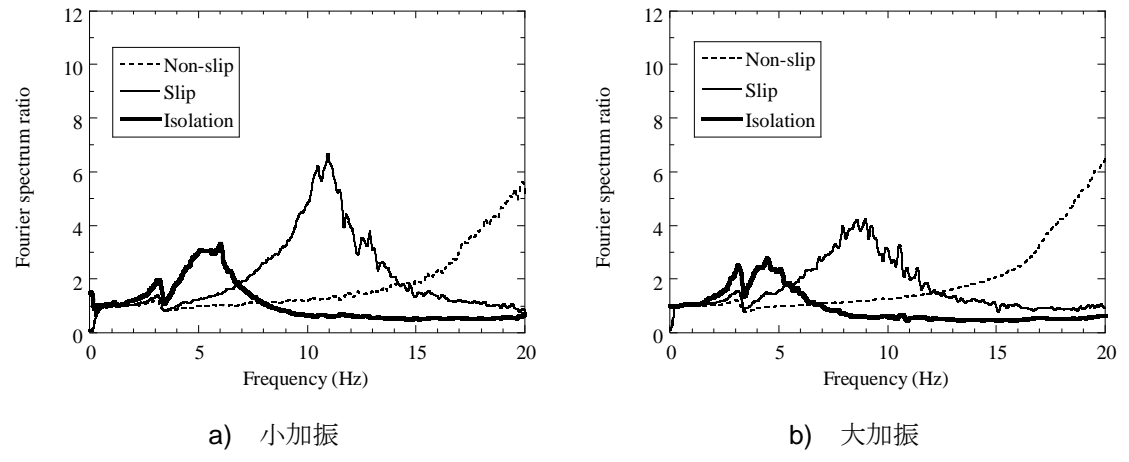 12
10
8
6
4
2
0
Fourier spectrum ratio
Non-slip
Slip
Isolation
0 5 10 15 20
Frequency (Hz)
a) 小加振
12
10
8
6
4
2
0
Fourier spectrum ratio
Non-slip
Slip
Isolation
0 5 10 15 20
Frequency (Hz)
b) 大加振